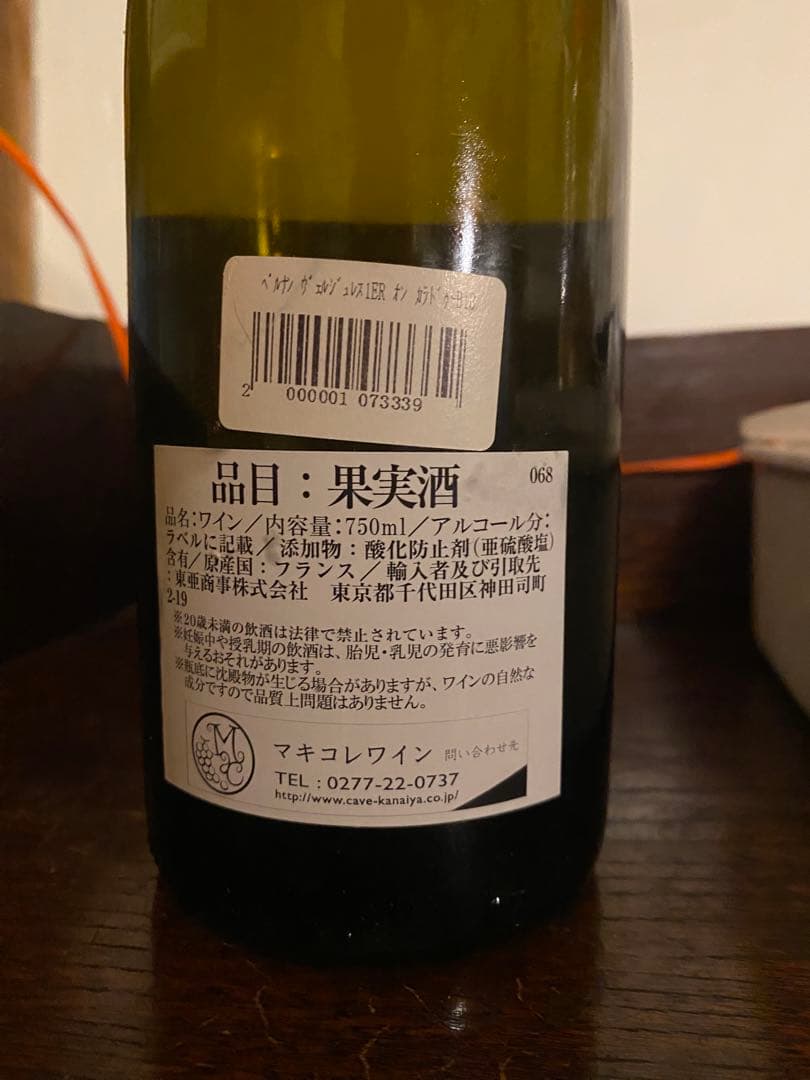 ﾍﾟﾙﾅﾝ ｳﾞｪﾙｼﾞｭﾚｽ1ER ｵﾝ ｶﾗﾄﾞｩ
2 000001 073339
品目：果実酒 068
品名：ワイン／内容量：750ml／アルコール分：
ラベルに記載／添加物：酸化防止剤(亜硫酸塩)
含有／原産国：フランス／輸入者及び引取先
：東亜商事株式会社 東京都千代田区神田司町
2-19
※20歳未満の飲酒は法律で禁止されています。
※妊娠中や授乳期の飲酒は、胎児・乳児の発育に悪影響を
与えるおそれがあります。
※瓶底に沈殿物が生じる場合がありますが、ワインの自然な
成分ですので品質上問題はありません。
マキコレワイン 問い合わせ先
TEL：0277-22-0737
http://www.cave-kanaiya.co.jp/